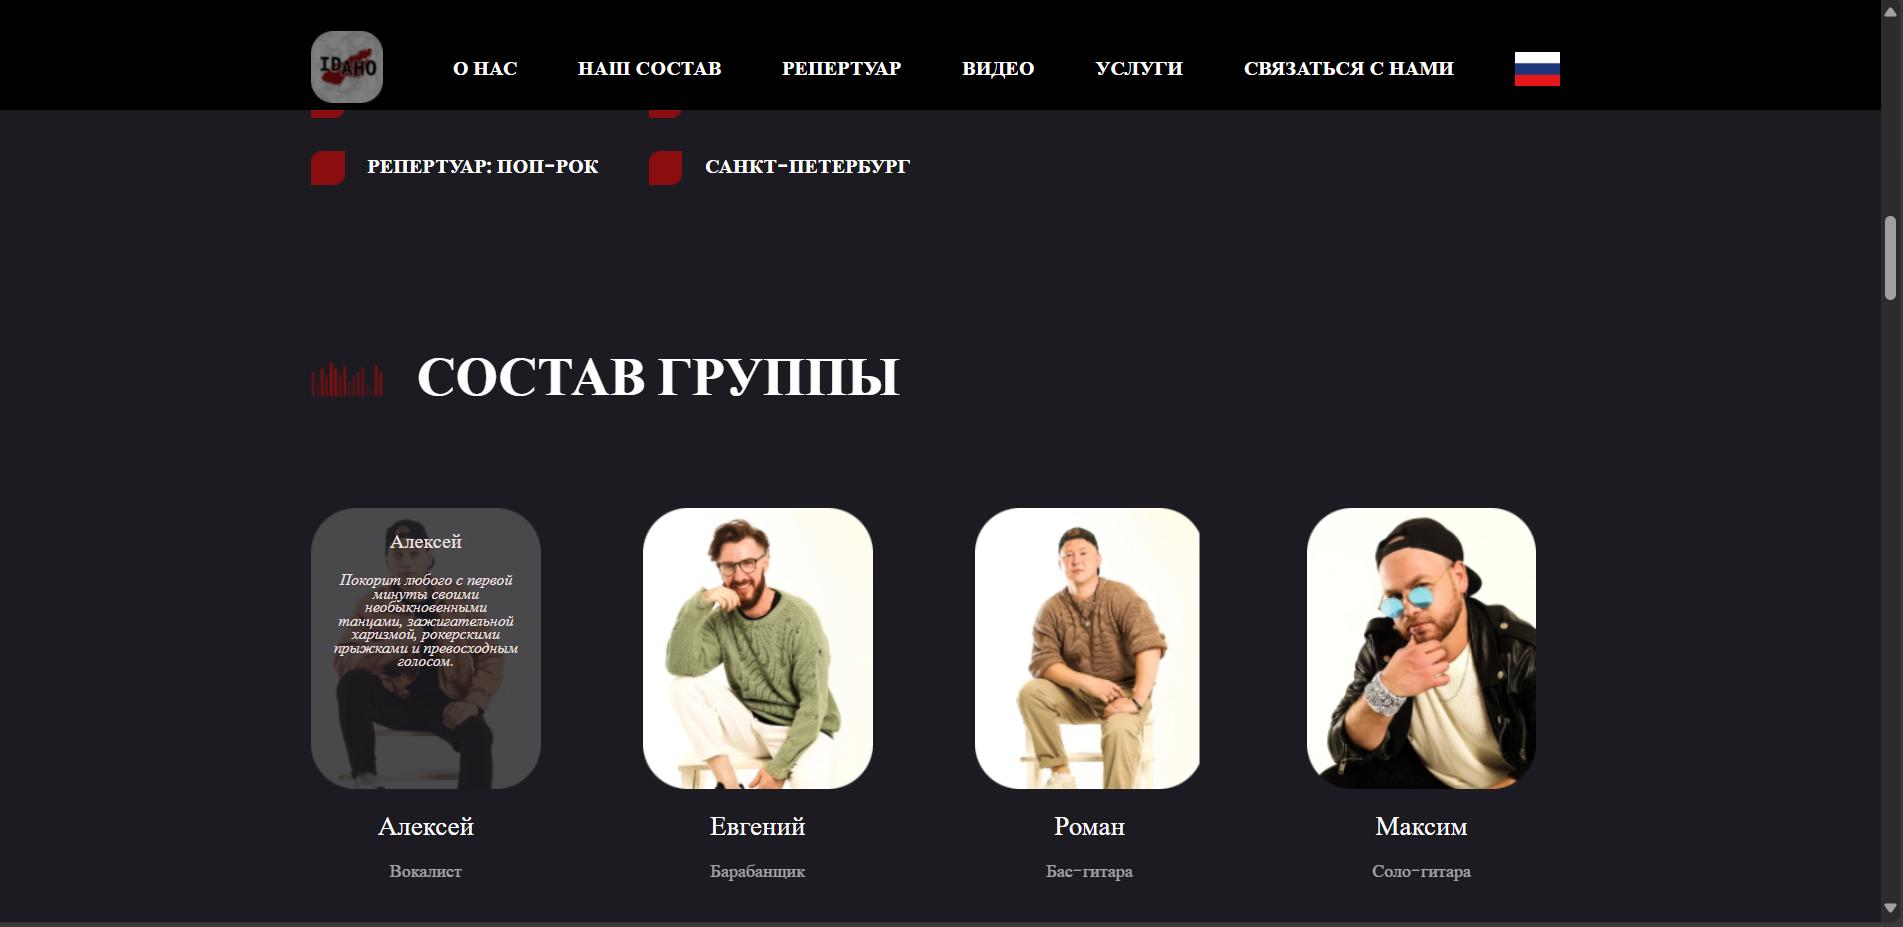 IDAHO
О НАС
НАШ СОСТАВ
РЕПЕРТУАР
ВИДЕО
УСЛУГИ
СВЯЗАТЬСЯ С НАМИ
РЕПЕРТУАР: ПОП-РОК
САНКТ-ПЕТЕРБУРГ
СОСТАВ ГРУППЫ
Алексей
Покорит любого с первой
минуты своими
необыкновенными
танцами, зажигательной
харизмой, рокерскими
прыжками и превосходным
голосом.
Алексей
Вокалист
Евгений
Барабанщик
Роман
Бас-гитара
Максим
Соло-гитара